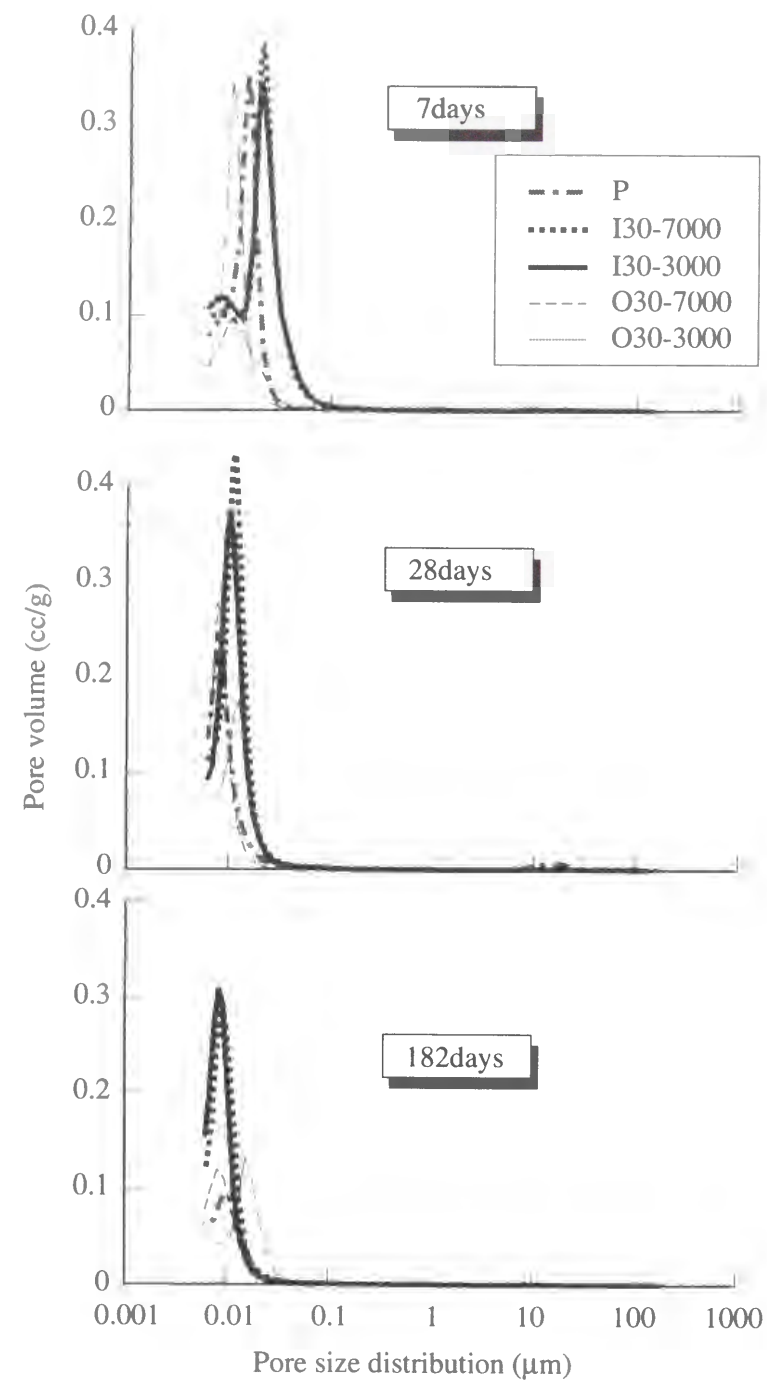 0.4
0.3
0.2
0.1
0
7days
P
I30-7000
I30-3000
O30-7000
O30-3000
0.4
0.3
0.2
0.1
0
28days
Pore volume (cc/g)
0.4
0.3
0.2
0.1
0
182days
0.001 0.01 0.1 1 10 100 1000
Pore size distribution (μm)